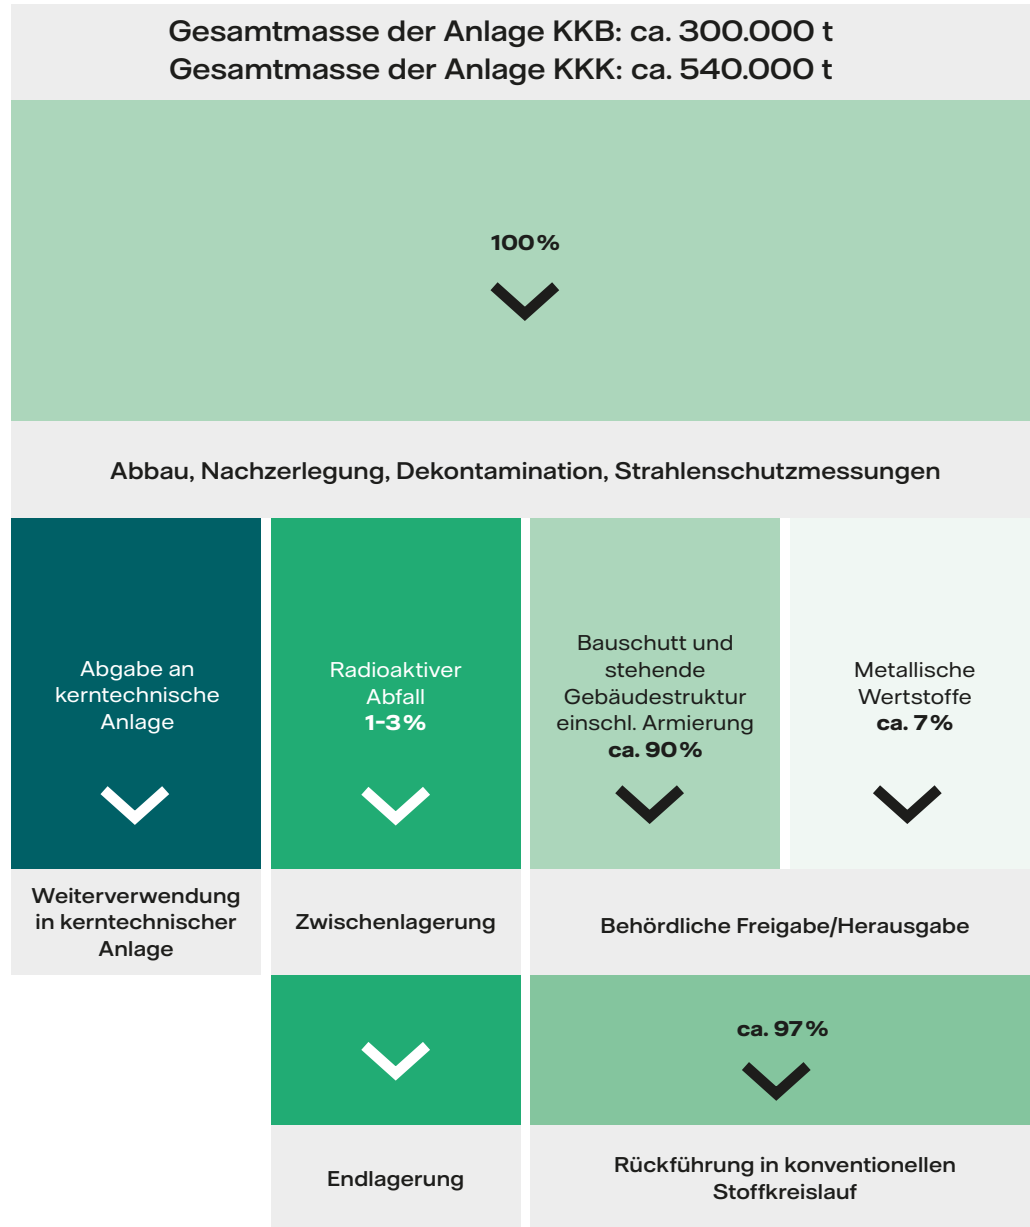 Gesamtmasse der Anlage KKB: ca. 300.000 t
Gesamtmasse der Anlage KKK: ca. 540.000 t
100 %
Abbau, Nachzerlegung, Dekontamination, Strahlenschutzmessungen
Abgabe an
kerntechnische
Anlage
Radioaktiver
Abfall
1-3 %
Bauschutt und
stehende
Gebäudestruktur
einschl. Armierung
ca. 90 %
Metallische
Wertstoffe
ca. 7 %
Weiterverwendung
in kerntechnischer
Anlage
Zwischenlagerung
Behördliche Freigabe/Herausgabe
ca. 97 %
Endlagerung
Rückführung in konventionellen
Stoffkreislauf